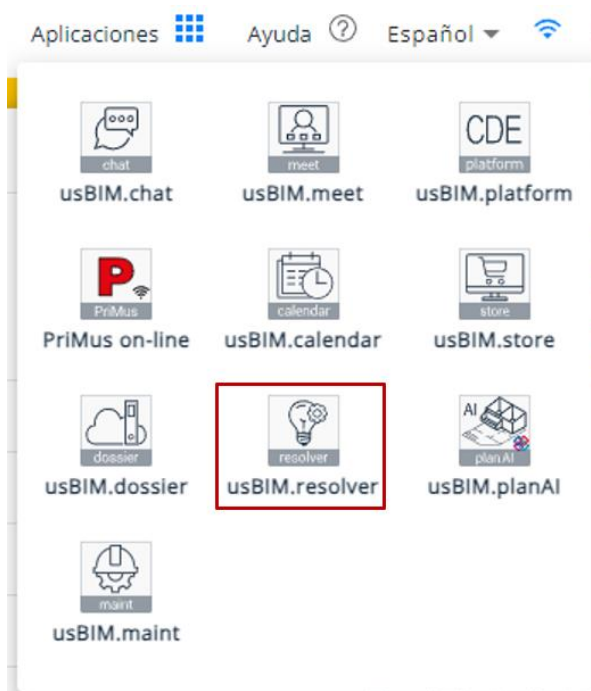 Aplicaciones Ayuda ? Español
chat meet CDE platform
usBIM.chat usBIM.meet usBIM.platform
P PriMus calendar store
PriMus on-line usBIM.calendar usBIM.store
dossier resolver AI planAI
usBIM.dossier usBIM.resolver usBIM.planAI
maint
usBIM.maint